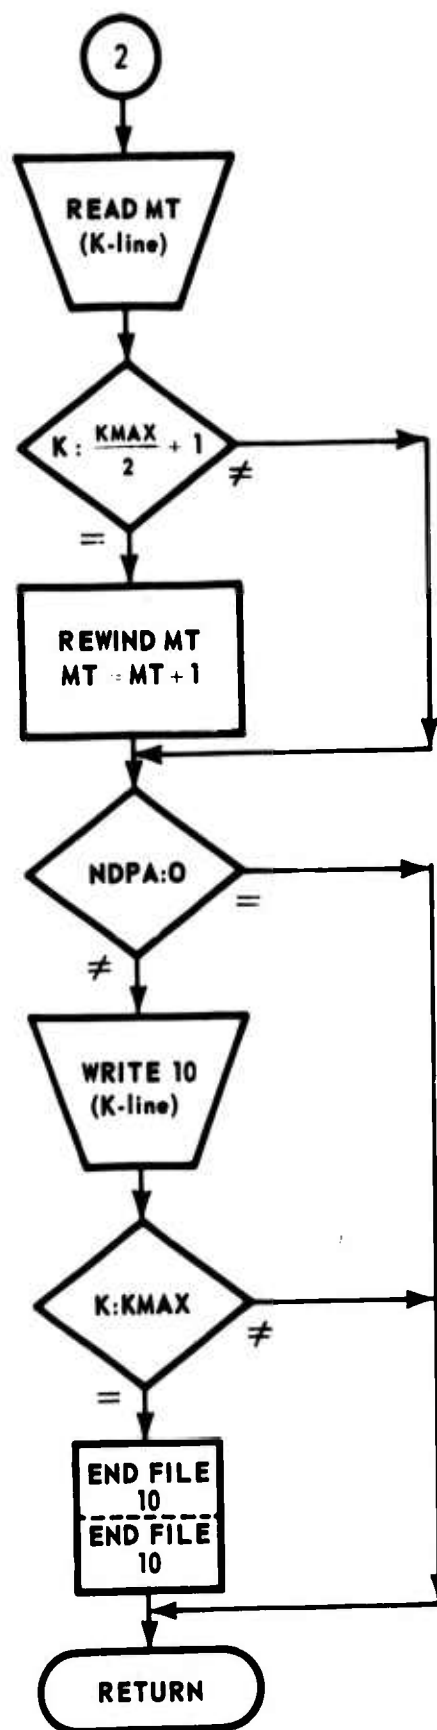 2
READ MT
(K-line)
K: KMAX/2 + 1
≠
=
REWIND MT
MT = MT + 1
NDPA:0
=
≠
WRITE 10
(K-line)
K:KMAX
≠
=
END FILE
10
END FILE
10
RETURN